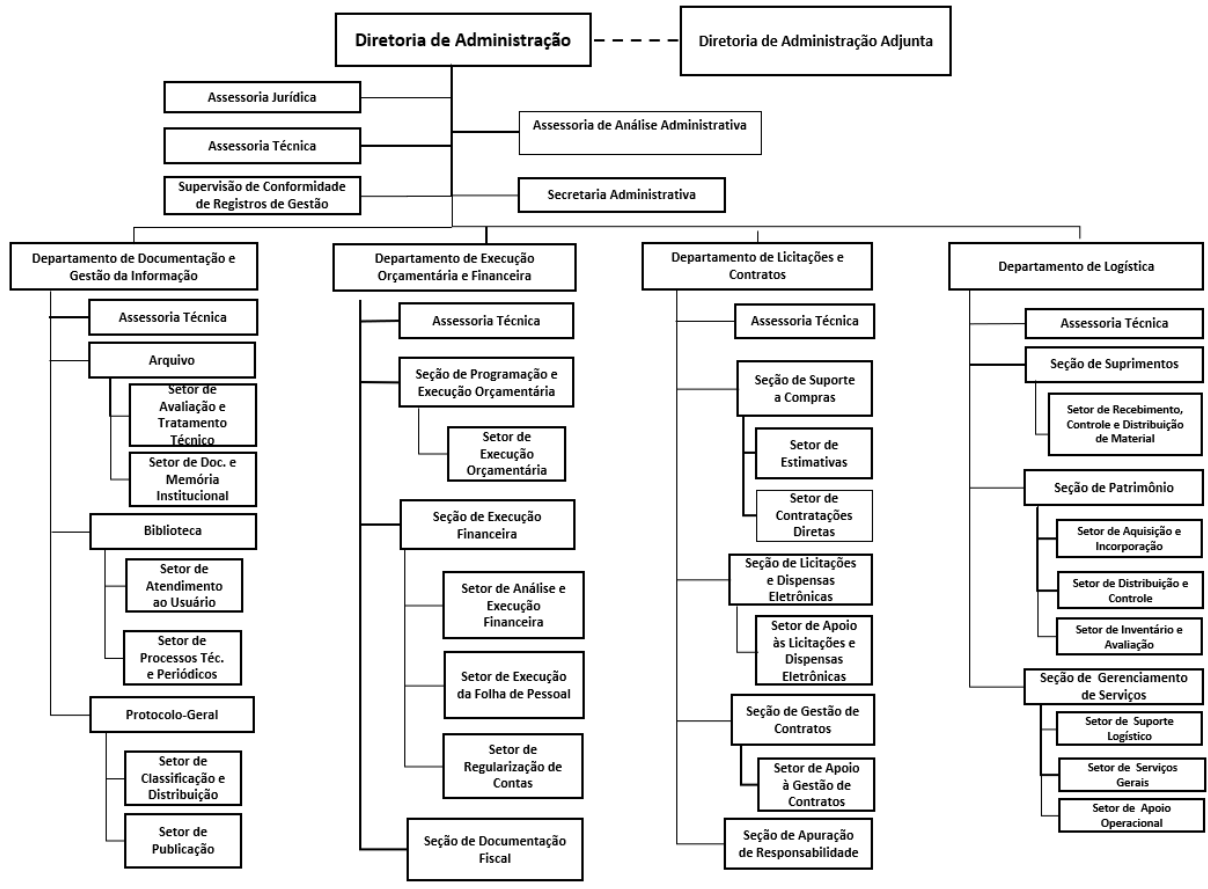 Diretoria de Administração
Diretoria de Administração Adjunta
Assessoria Jurídica
Assessoria de Análise Administrativa
Assessoria Técnica
Supervisão de Conformidade
de Registros de Gestão
Secretaria Administrativa
Departamento de Documentação e
Gestão da Informação
Assessoria Técnica
Arquivo
Setor de
Avaliação e
Tratamento
Técnico
Setor de Doc. e
Memória
Institucional
Biblioteca
Setor de
Atendimento
ao Usuário
Setor de
Processos Téc.
e Periódicos
Protocolo-Geral
Setor de
Classificação e
Distribuição
Setor de
Publicação
Departamento de Execução
Orçamentária e Financeira
Assessoria Técnica
Seção de Programação e
Execução Orçamentária
Setor de
Execução
Orçamentária
Seção de Execução
Financeira
Setor de Análise e
Execução
Financeira
Setor de Execução
da Folha de Pessoal
Setor de
Regularização de
Contas
Seção de Documentação
Fiscal
Departamento de Licitações e
Contratos
Assessoria Técnica
Seção de Suporte
a Compras
Setor de
Estimativas
Setor de
Contratações
Diretas
Seção de Licitações
e Dispensas
Eletrônicas
Setor de Apoio
às Licitações e
Dispensas
Eletrônicas
Seção de Gestão de
Contratos
Setor de Apoio
à Gestão de
Contratos
Seção de Apuração
de Responsabilidade
Departamento de Logística
Assessoria Técnica
Seção de Suprimentos
Setor de Recebimento,
Controle e Distribuição
de Material
Seção de Patrimônio
Setor de Aquisição e
Incorporação
Setor de Distribuição e
Controle
Setor de Inventário e
Avaliação
Seção de Gerenciamento
de Serviços
Setor de Suporte
Logístico
Setor de Serviços
Gerais
Setor de Apoio
Operacional